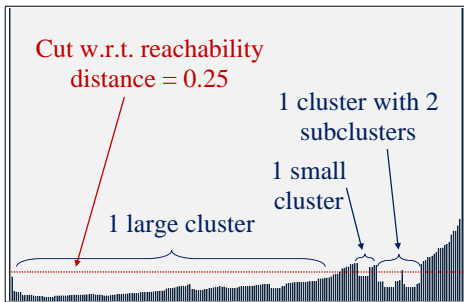 Cut w.r.t. reachability
distance = 0.25
1 cluster with 2
subclusters
1 small
cluster
1 large cluster